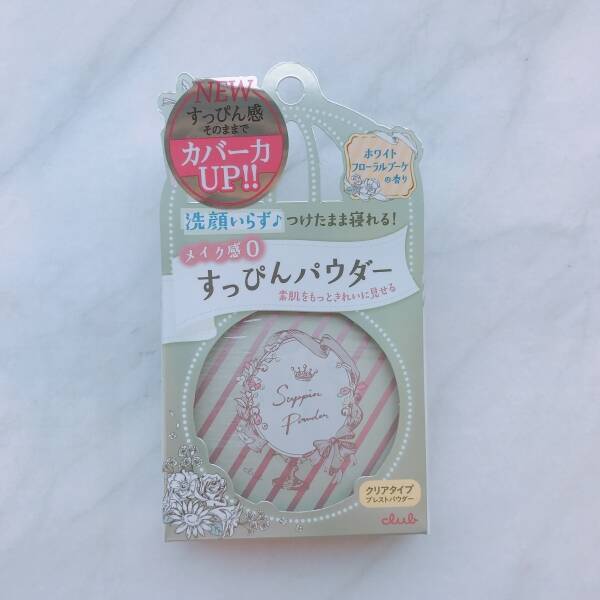 NEW
すっぴん感
そのままで
カバー力
UP!!
ホワイト
フローラルブーケ
の香り
洗顔いらず♪つけたまま寝れる!
メイク感0
すっぴんパウダー
素肌をもっときれいに見せる
Suppin
Powder
クリアタイプ
プレストパウダー
club